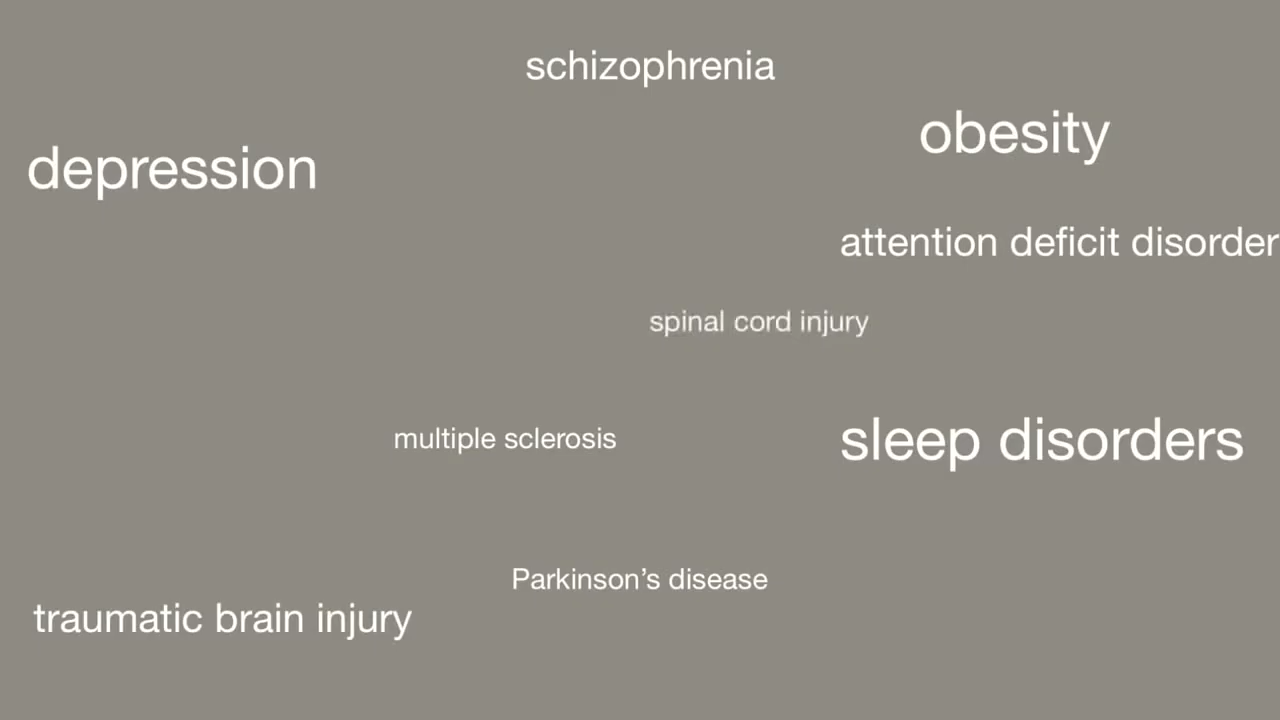 schizophrenia
obesity
depression
attention deficit disorder
spinal cord injury
multiple sclerosis
sleep disorders
Parkinson’s disease
traumatic brain injury